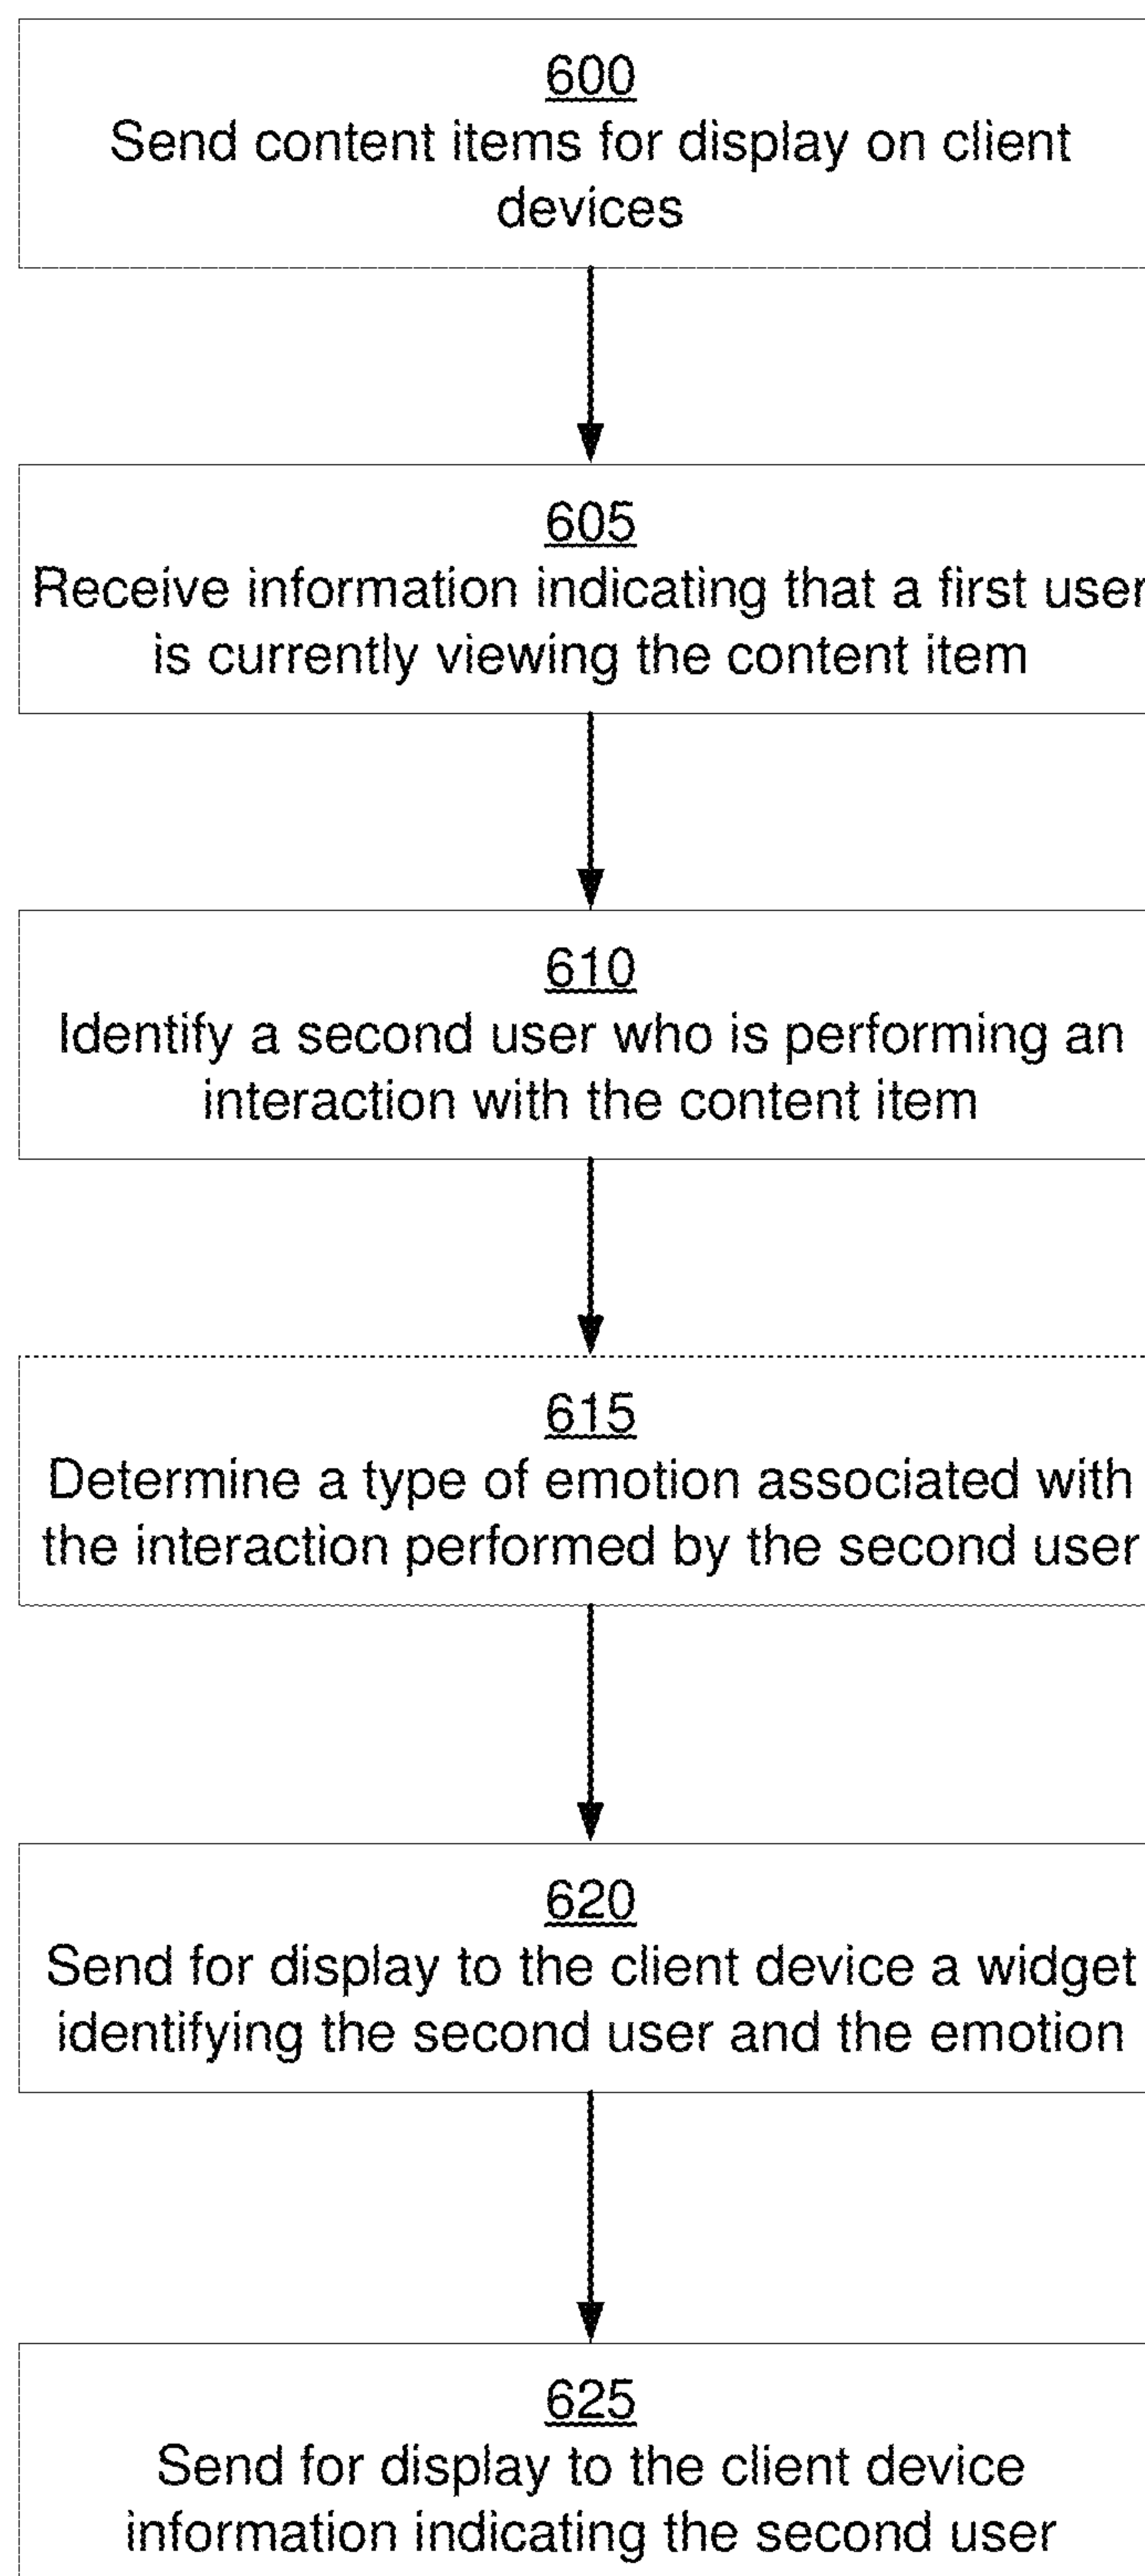 600
Send content items for display on client
devices
605
Receive information indicating that a first user
is currently viewing the content item
610
Identify a second user who is performing an
interaction with the content item
615
Determine a type of emotion associated with
the interaction performed by the second user
620
Send for display to the client device a widget
identifying the second user and the emotion
625
Send for display to the client device
information indicating the second user